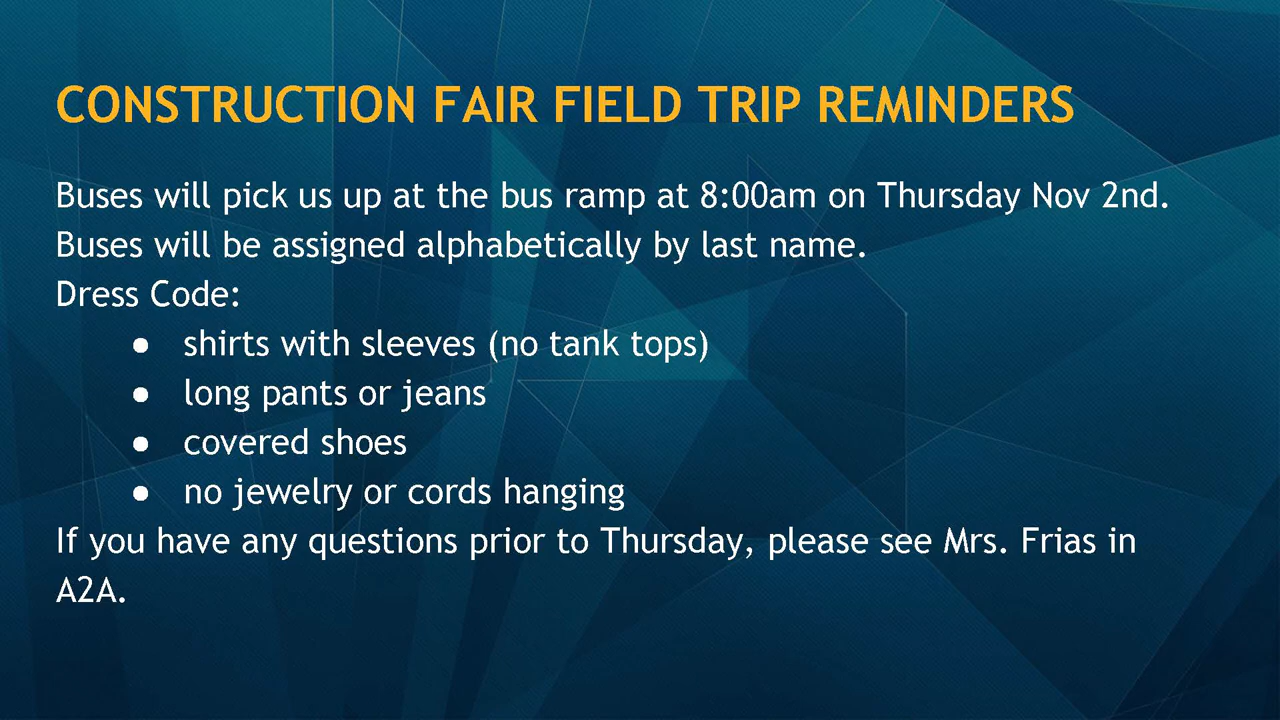 CONSTRUCTION FAIR FIELD TRIP REMINDERS
Buses will pick us up at the bus ramp at 8:00am on Thursday Nov 2nd.
Buses will be assigned alphabetically by last name.
Dress Code:
● shirts with sleeves (no tank tops)
● long pants or jeans
● covered shoes
● no jewelry or cords hanging
If you have any questions prior to Thursday, please see Mrs. Frias in
A2A.